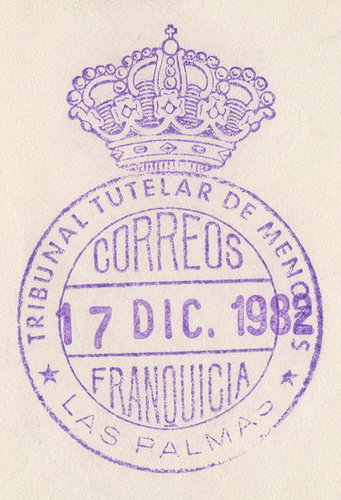 TRIBUNAL TUTELAR DE MENORES
CORREOS
17 DIC. 1982
FRANQUICIA
LAS PALMAS